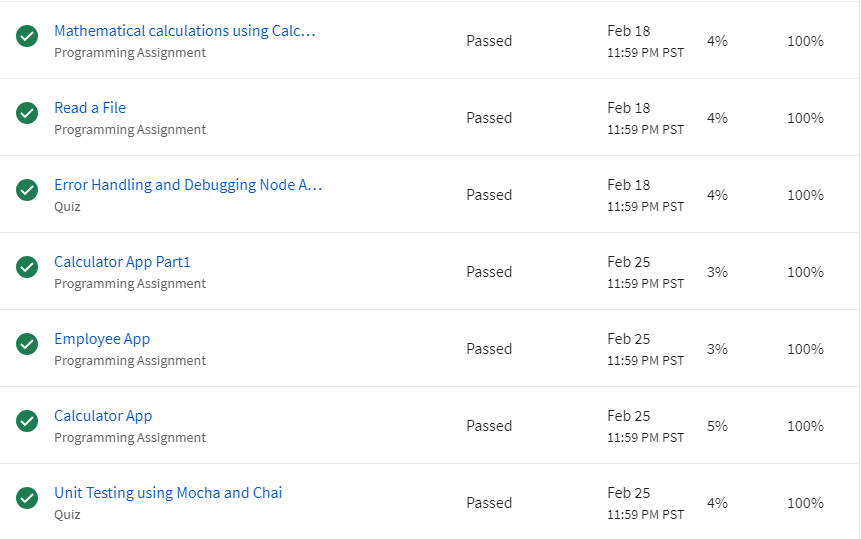 Mathematical calculations using Calc...
Programming Assignment
Passed
Feb 18
11:59 PM PST
4%
100%
Read a File
Programming Assignment
Passed
Feb 18
11:59 PM PST
4%
100%
Error Handling and Debugging Node A...
Quiz
Passed
Feb 18
11:59 PM PST
4%
100%
Calculator App Part1
Programming Assignment
Passed
Feb 25
11:59 PM PST
3%
100%
Employee App
Programming Assignment
Passed
Feb 25
11:59 PM PST
3%
100%
Calculator App
Programming Assignment
Passed
Feb 25
11:59 PM PST
5%
100%
Unit Testing using Mocha and Chai
Quiz
Passed
Feb 25
11:59 PM PST
4%
100%